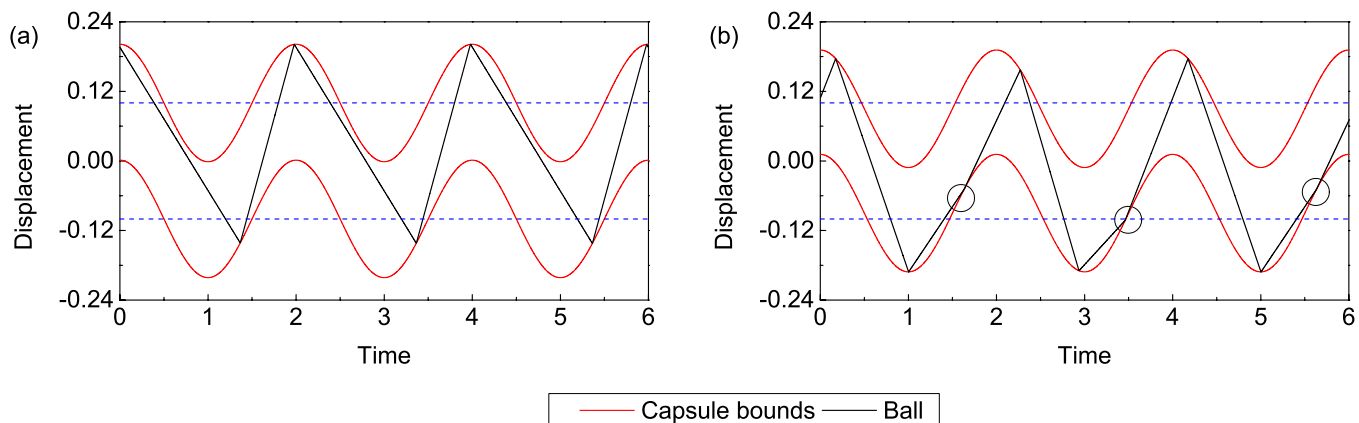 (a)
Displacement
0.24
0.12
0.00
-0.12
-0.24
0 1 2 3 4 5 6
Time
(b)
Displacement
0.24
0.12
0.00
-0.12
-0.24
0 1 2 3 4 5 6
Time
Capsule bounds Ball